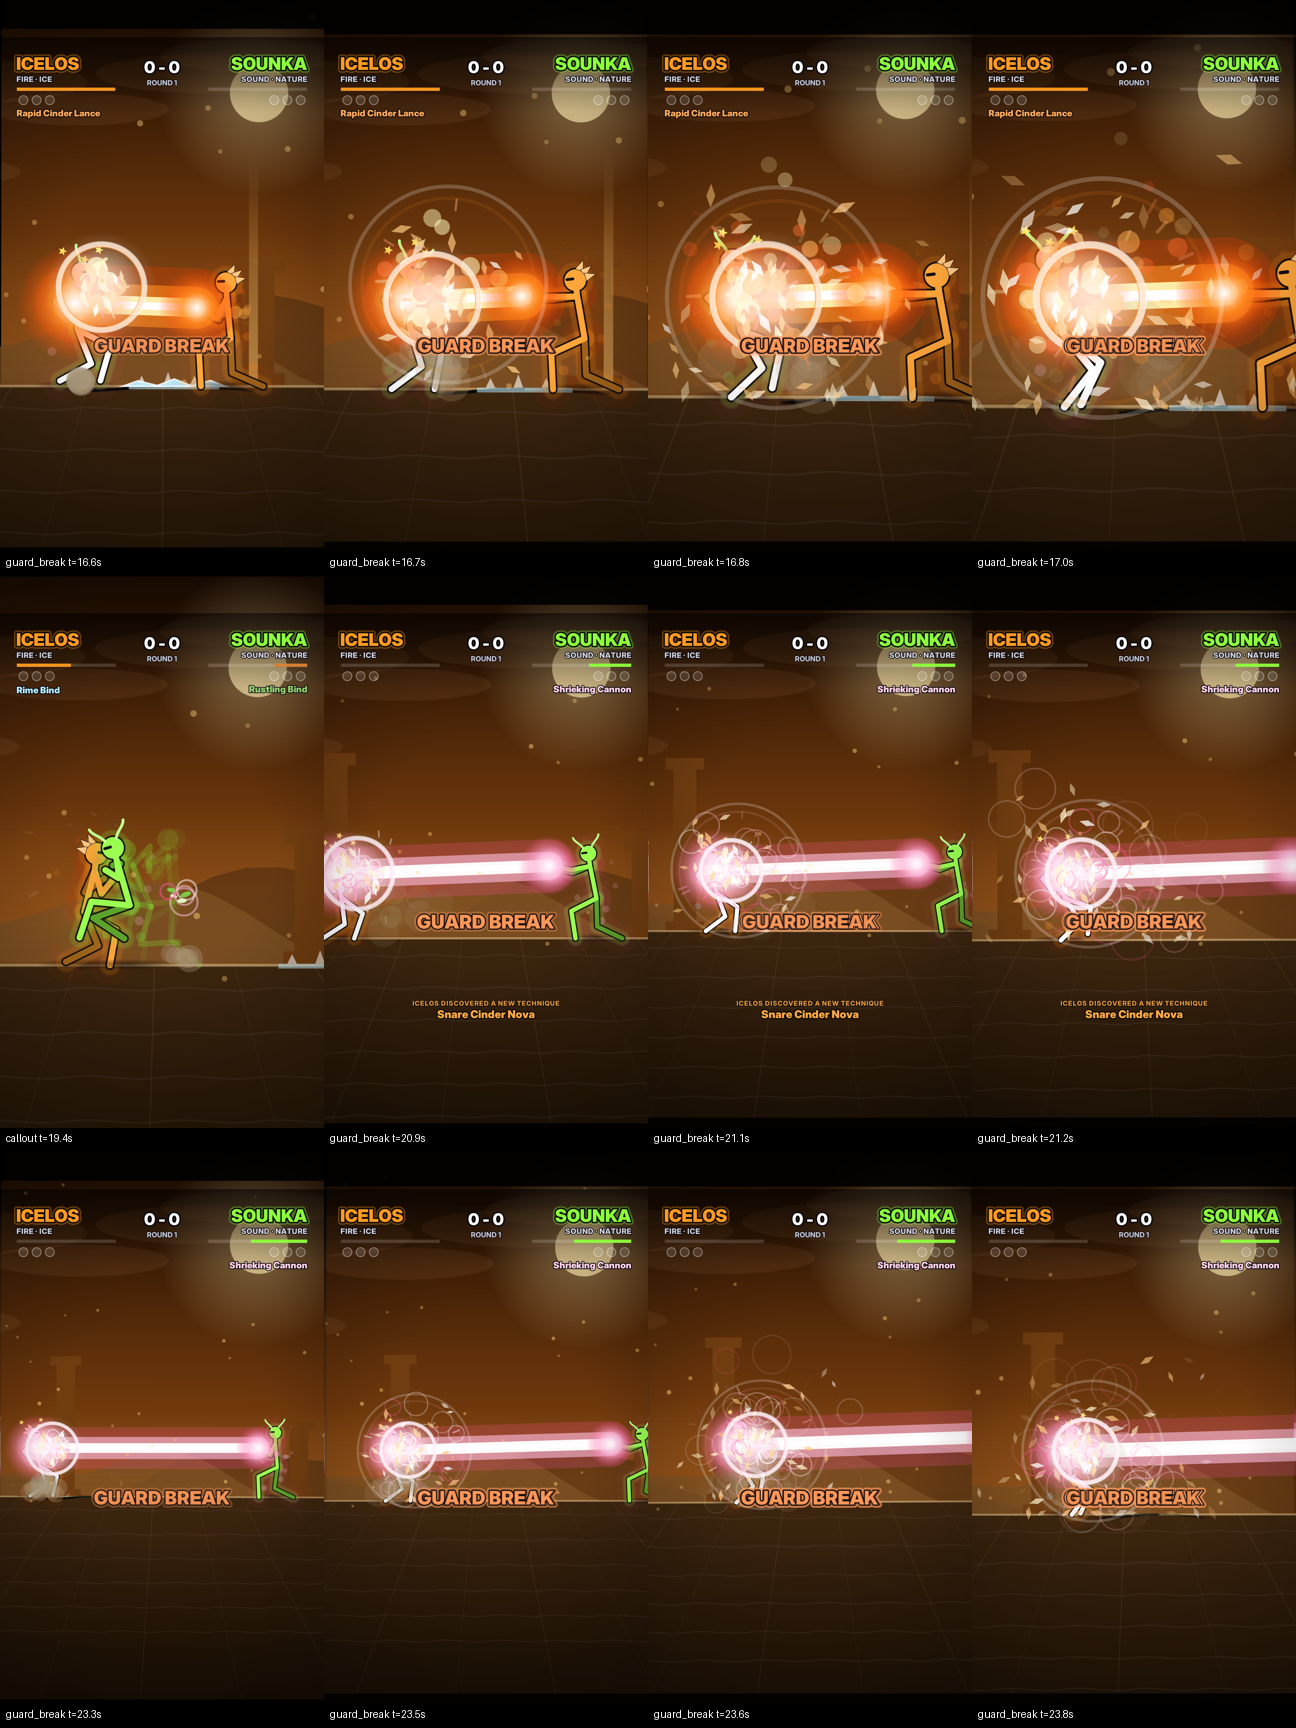 ICELOS 0 - 0 SOUNKA
FIRE · ICE ROUND 1 SOUND · NATURE
Rapid Cinder Lance
GUARD BREAK
guard_break t=16.6s
ICELOS 0 - 0 SOUNKA
FIRE · ICE ROUND 1 SOUND · NATURE
Rapid Cinder Lance
GUARD BREAK
guard_break t=16.7s
ICELOS 0 - 0 SOUNKA
FIRE · ICE ROUND 1 SOUND · NATURE
Rapid Cinder Lance
GUARD BREAK
guard_break t=16.8s
ICELOS 0 - 0 SOUNKA
FIRE · ICE ROUND 1 SOUND · NATURE
Rapid Cinder Lance
GUARD BREAK
guard_break t=17.0s
ICELOS 0 - 0 SOUNKA
FIRE · ICE ROUND 1 SOUND · NATURE
Rime Bind Rustling Bind
callout t=19.4s
ICELOS 0 - 0 SOUNKA
FIRE · ICE ROUND 1 SOUND · NATURE
Shrieking Cannon
GUARD BREAK
ICELOS DISCOVERED A NEW TECHNIQUE
Snare Cinder Nova
guard_break t=20.9s
ICELOS 0 - 0 SOUNKA
FIRE · ICE ROUND 1 SOUND · NATURE
Shrieking Cannon
GUARD BREAK
ICELOS DISCOVERED A NEW TECHNIQUE
Snare Cinder Nova
guard_break t=21.1s
ICELOS 0 - 0 SOUNKA
FIRE · ICE ROUND 1 SOUND · NATURE
Shrieking Cannon
GUARD BREAK
ICELOS DISCOVERED A NEW TECHNIQUE
Snare Cinder Nova
guard_break t=21.2s
ICELOS 0 - 0 SOUNKA
FIRE · ICE ROUND 1 SOUND · NATURE
Shrieking Cannon
GUARD BREAK
guard_break t=23.3s
ICELOS 0 - 0 SOUNKA
FIRE · ICE ROUND 1 SOUND · NATURE
Shrieking Cannon
GUARD BREAK
guard_break t=23.5s
ICELOS 0 - 0 SOUNKA
FIRE · ICE ROUND 1 SOUND · NATURE
Shrieking Cannon
GUARD BREAK
guard_break t=23.6s
ICELOS 0 - 0 SOUNKA
FIRE · ICE ROUND 1 SOUND · NATURE
Shrieking Cannon
GUARD BREAK
guard_break t=23.8s